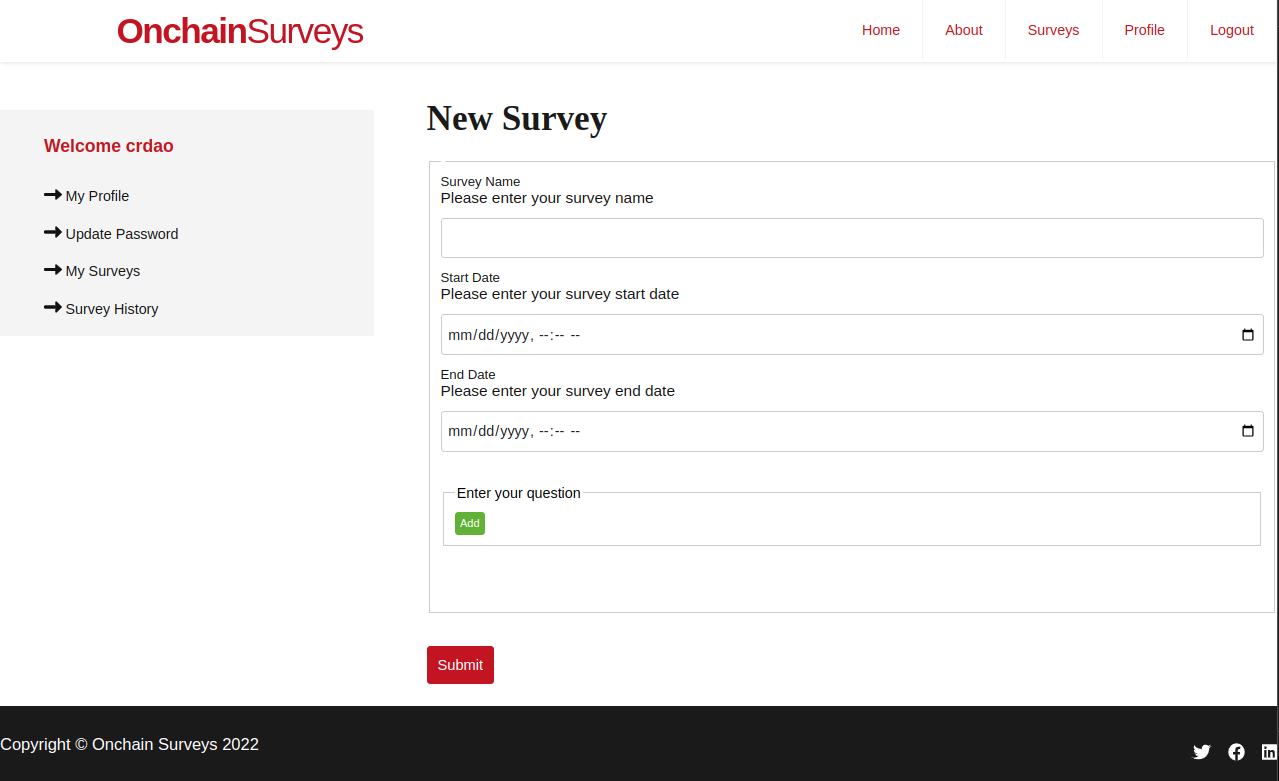 OnchainSurveys
Home About Surveys Profile Logout
Welcome crdao
My Profile
Update Password
My Surveys
Survey History
New Survey
Survey Name
Please enter your survey name
Start Date
Please enter your survey start date
mm/dd/yyyy, --:-- --
End Date
Please enter your survey end date
mm/dd/yyyy, --:-- --
Enter your question
Add
Submit
Copyright © Onchain Surveys 2022